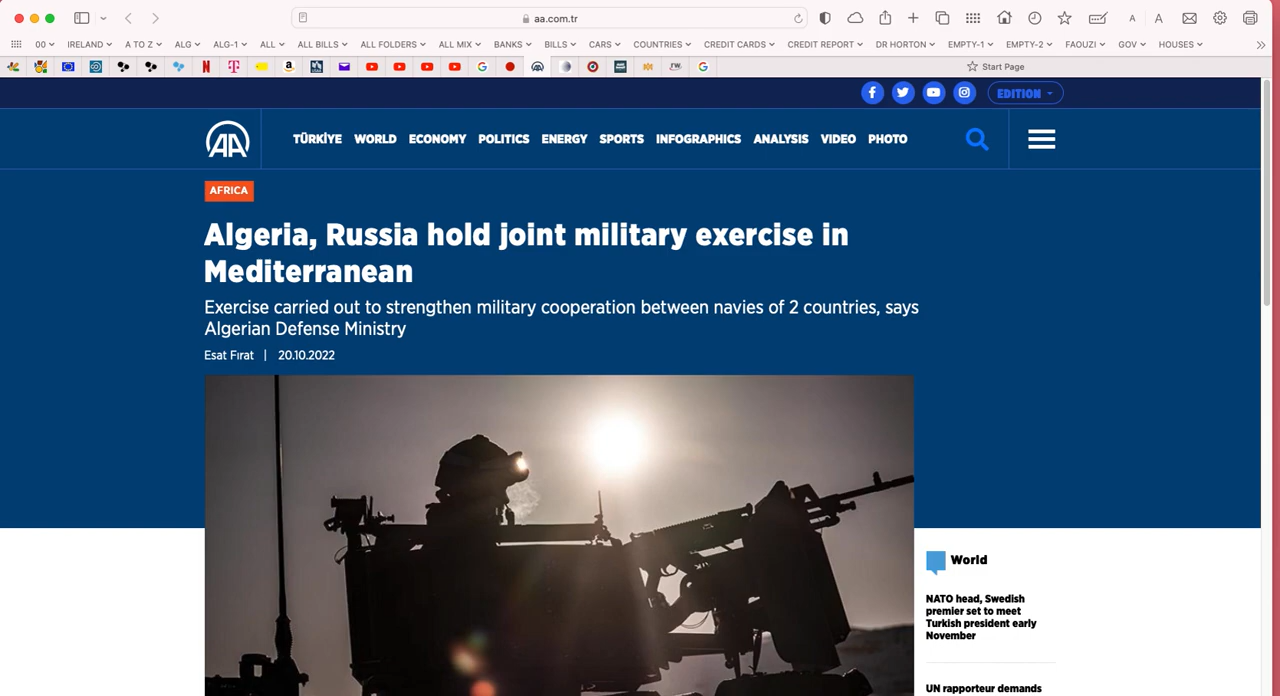 aa.com.tr
A A
00 IRELAND A TO Z ALG ALG-1 ALL ALL BILLS ALL FOLDERS ALL MIX BANKS BILLS CARS COUNTRIES CREDIT CARDS CREDIT REPORT DR HORTON EMPTY-1 EMPTY-2 FAOUZI GOV HOUSES
Start Page
EDITION
AA
TÜRKİYE WORLD ECONOMY POLITICS ENERGY SPORTS INFOGRAPHICS ANALYSIS VIDEO PHOTO
AFRICA
Algeria, Russia hold joint military exercise in
Mediterranean
Exercise carried out to strengthen military cooperation between navies of 2 countries, says
Algerian Defense Ministry
Esat Fırat | 20.10.2022
World
NATO head, Swedish
premier set to meet
Turkish president early
November
UN rapporteur demands